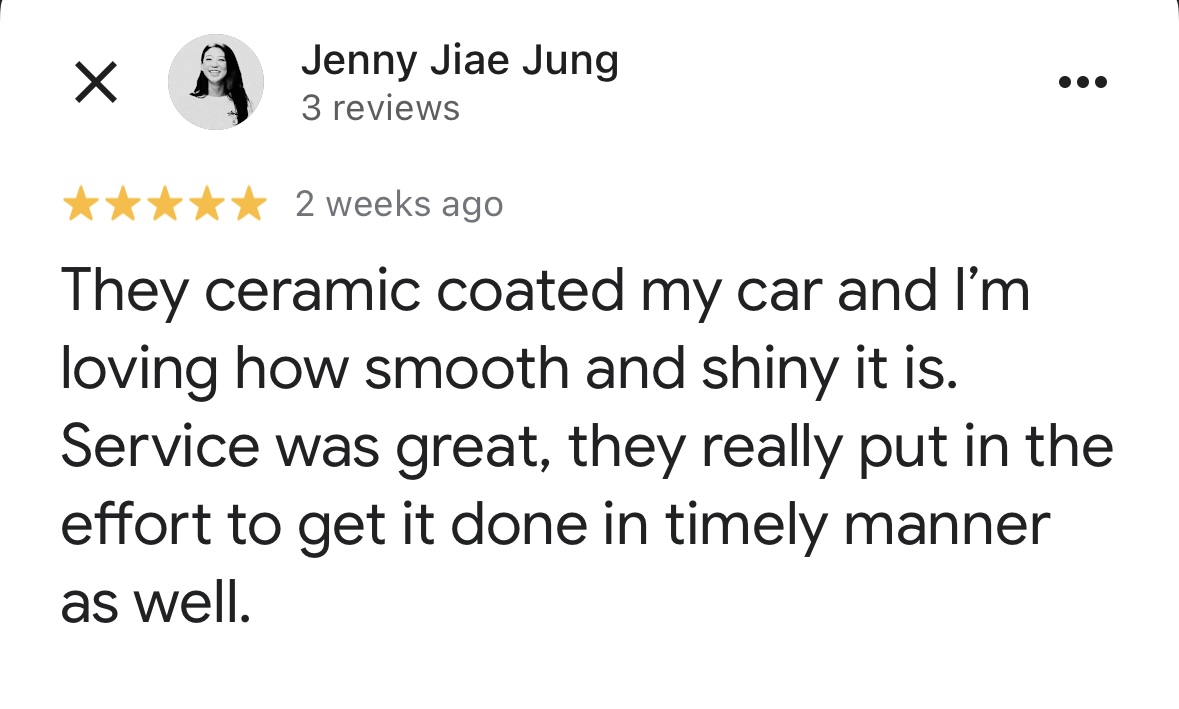 Jenny Jiae Jung
3 reviews
2 weeks ago
They ceramic coated my car and I’m
loving how smooth and shiny it is.
Service was great, they really put in the
effort to get it done in timely manner
as well.